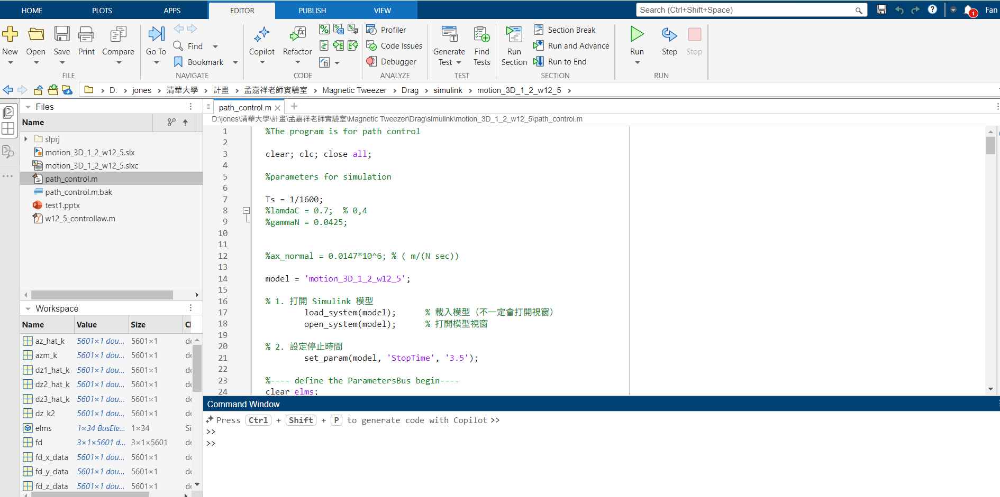 HOME PLOTS APPS EDITOR PUBLISH VIEW Search (Ctrl+Shift+Space) 1 Fan
New Open Save Print Compare
FILE
Go To Find Bookmark
NAVIGATE
Copilot Refactor
CODE
Profiler
Code Issues
Debugger
ANALYZE
Generate Test Find Tests
TEST
Run Section
Section Break
Run and Advance
Run to End
SECTION
Run Step Stop
RUN
D: › jones › 清華大學 › 計畫 › 孟嘉祥老師實驗室 › Magnetic Tweezer › Drag › simulink › motion_3D_1_2_w12_5 ›
Files
Name
slprj
motion_3D_1_2_w12_5.slx
motion_3D_1_2_w12_5.slxc
path_control.m
path_control.m.bak
test1.pptx
w12_5_controllaw.m
Workspace
Name Value Size Cl
az_hat_k 5601×1 dou... 5601×1 dc
azm_k 5601×1 dou... 5601×1 dc
dz1_hat_k 5601×1 dou... 5601×1 dc
dz2_hat_k 5601×1 dou... 5601×1 dc
dz3_hat_k 5601×1 dou... 5601×1 dc
dz_k2 5601×1 dou... 5601×1 dc
elms 1×34 BusEle... 1×34 Si
fd 3×1×5601 d... 3×1×5601 dc
fd_x_data 5601×1 dou... 5601×1 dc
fd_y_data 5601×1 dou... 5601×1 dc
fd_z_data 5601×1 dou... 5601×1 dc
path_control.m
D:\jones\清華大學\計畫\孟嘉祥老師實驗室\Magnetic Tweezer\Drag\simulink\motion_3D_1_2_w12_5\path_control.m
1 %The program is for path control
2
3 clear; clc; close all;
4
5 %parameters for simulation
6
7 Ts = 1/1600;
8 %lamdaC = 0.7; % 0,4
9 %gammaN = 0.0425;
10
11
12 %ax_normal = 0.0147*10^6; % ( m/(N sec))
13
14 model = 'motion_3D_1_2_w12_5';
15
16 % 1. 打開 Simulink 模型
17 load_system(model); % 載入模型（不一定會打開視窗）
18 open_system(model); % 打開模型視窗
19
20 % 2. 設定停止時間
21 set_param(model, 'StopTime', '3.5');
22
23 %---- define the ParametersBus begin----
24 clear elms;
Command Window
Press Ctrl + Shift + P to generate code with Copilot >>
>>
>>